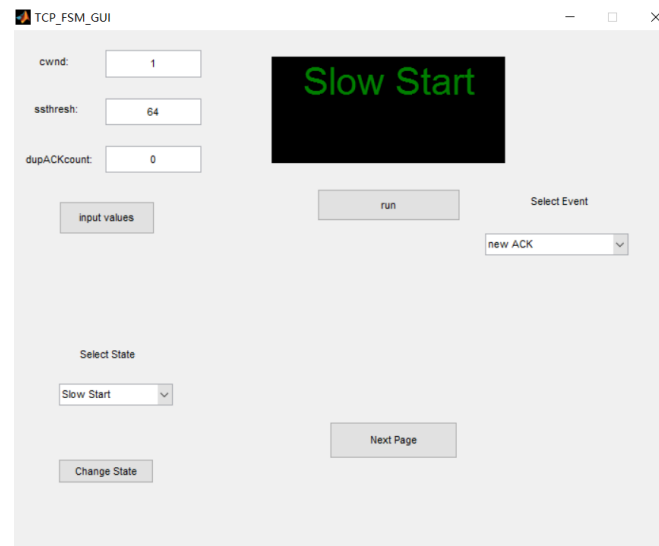 TCP_FSM_GUI
cwnd:
1
Slow Start
ssthresh:
64
dupACKcount:
0
input values
run
Select Event
new ACK
Select State
Slow Start
Next Page
Change State